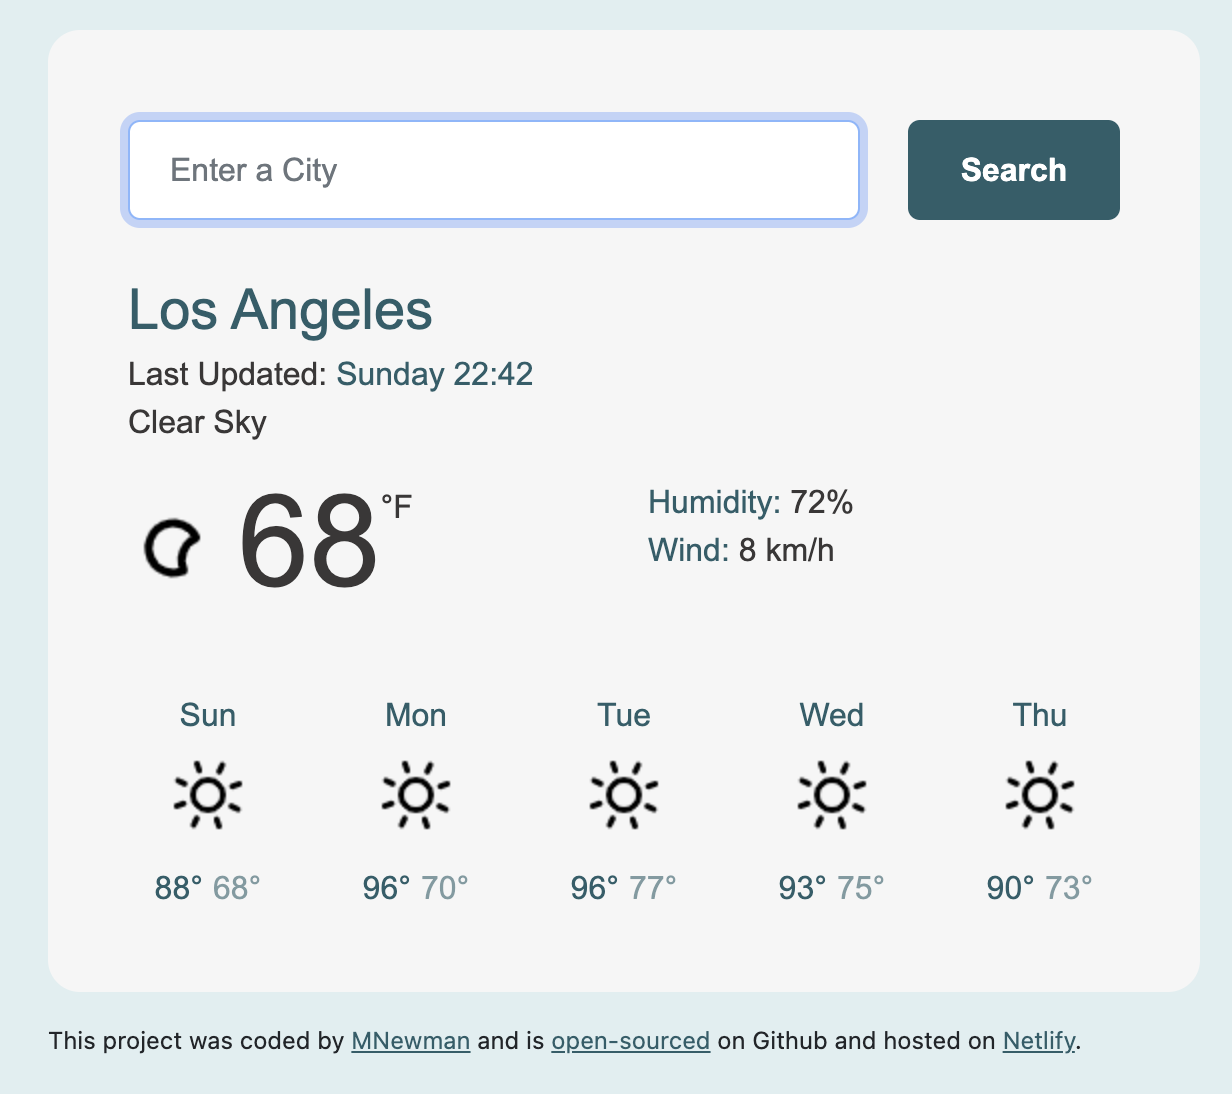 Enter a City
Search
Los Angeles
Last Updated: Sunday 22:42
Clear Sky
68 °F
Humidity: 72%
Wind: 8 km/h
Sun Mon Tue Wed Thu
88° 68° 96° 70° 96° 77° 93° 75° 90° 73°
This project was coded by MNewman and is open-sourced on Github and hosted on Netlify.